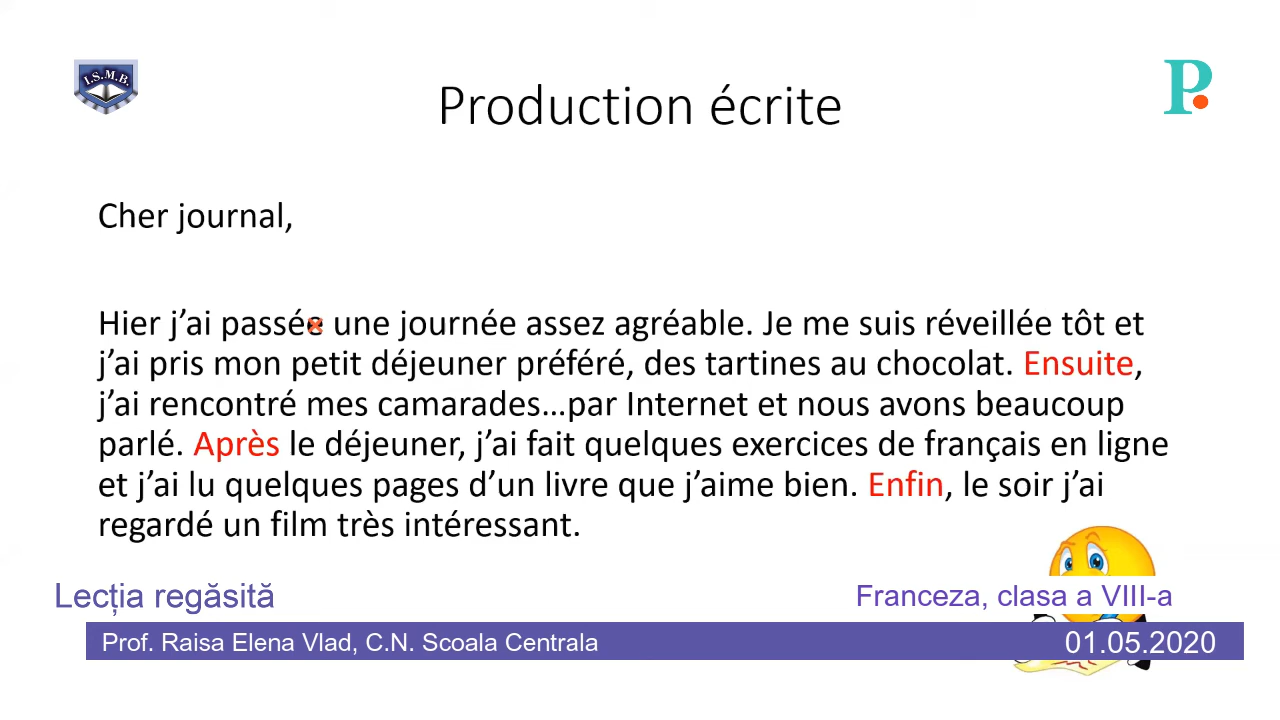 I.S.M.B.
P.
Production écrite
Cher journal,
Hier j’ai passée une journée assez agréable. Je me suis réveillée tôt et
j’ai pris mon petit déjeuner préféré, des tartines au chocolat. Ensuite,
j’ai rencontré mes camarades…par Internet et nous avons beaucoup
parlé. Après le déjeuner, j’ai fait quelques exercices de français en ligne
et j’ai lu quelques pages d’un livre que j’aime bien. Enfin, le soir j’ai
regardé un film très intéressant.
Lecția regăsită
Franceza, clasa a VIII-a
Prof. Raisa Elena Vlad, C.N. Scoala Centrala
01.05.2020